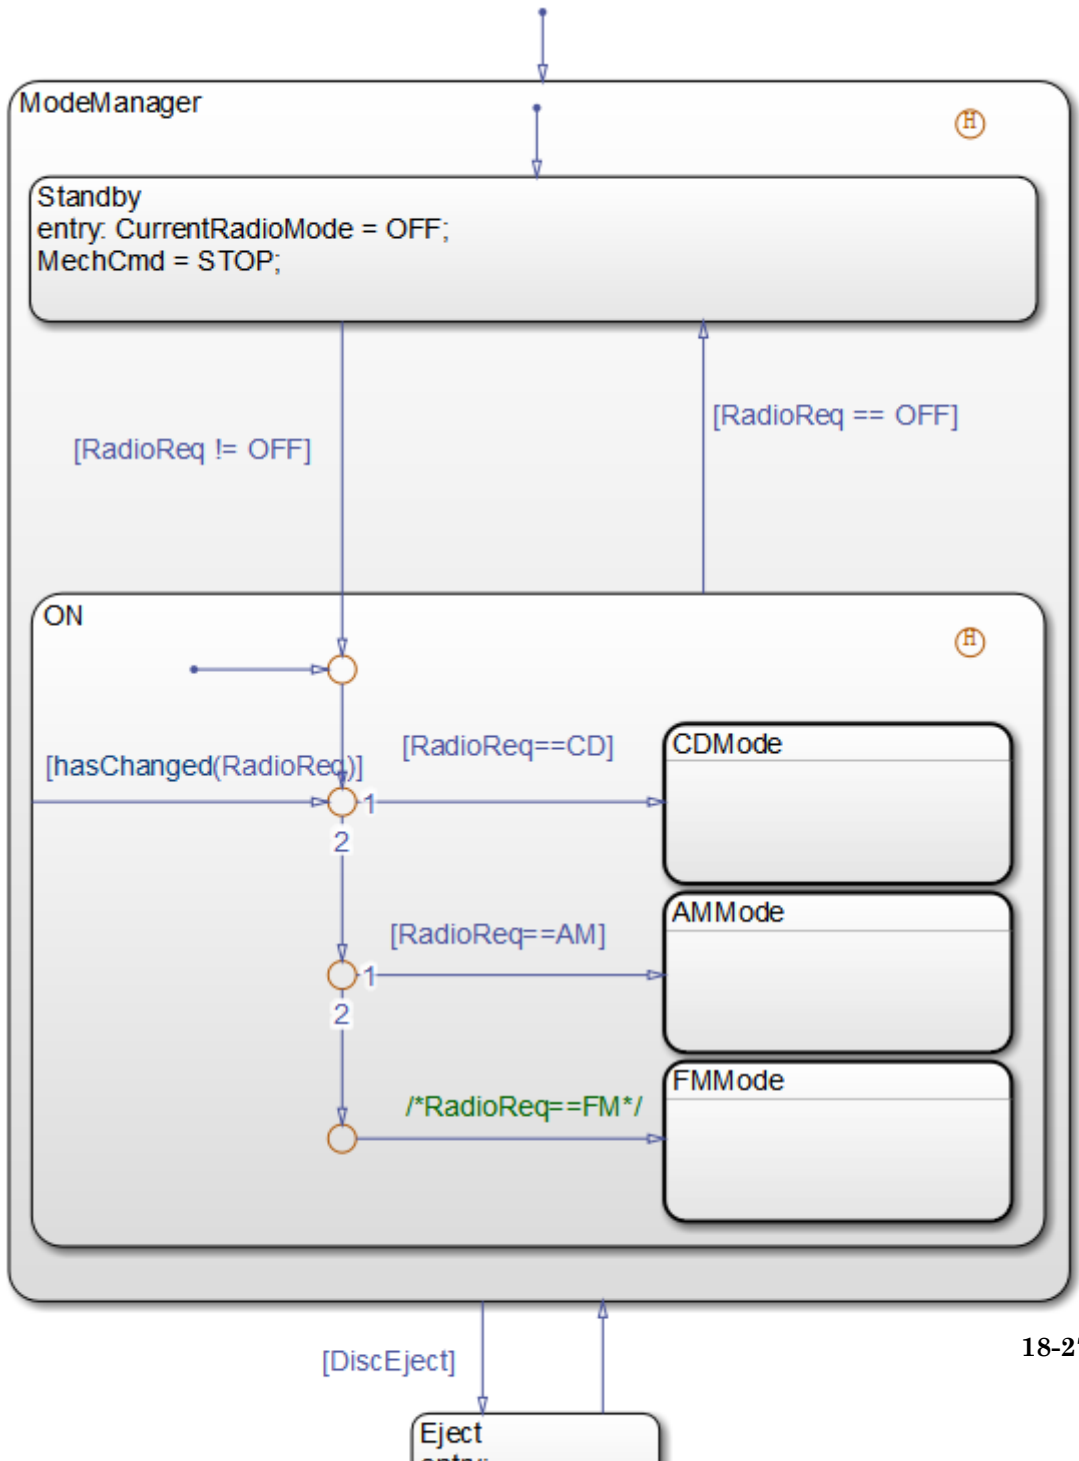 ModeManager
H
Standby
entry: CurrentRadioMode = OFF;
MechCmd = STOP;
[RadioReq == OFF]
[RadioReq != OFF]
ON
H
[RadioReq==CD]
CDMode
[hasChanged(RadioReq)]
1
2
AMMode
[RadioReq==AM]
1
2
FMMode
/*RadioReq==FM*/
[DiscEject]
Eject
entry: